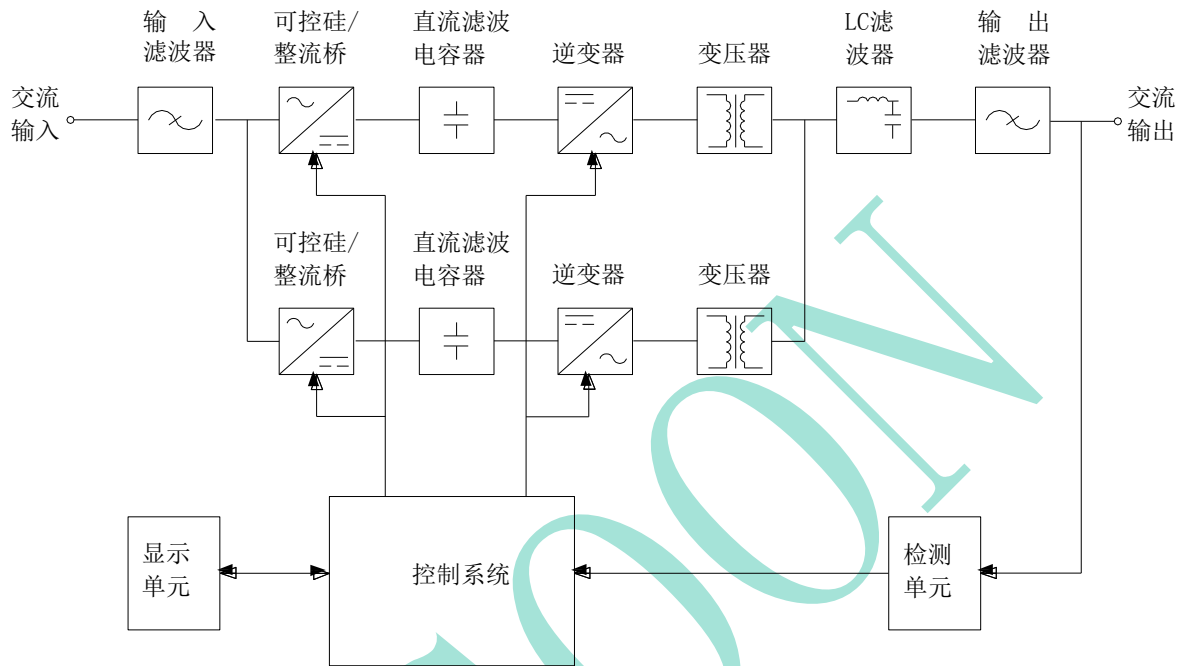 输 入
滤波器
可控硅/
整流桥
直流滤波
电容器
逆变器
变压器
LC滤
波器
输 出
滤波器
交流
输入
交流
输出
可控硅/
整流桥
直流滤波
电容器
逆变器
变压器
显示
单元
控制系统
检测
单元
OON